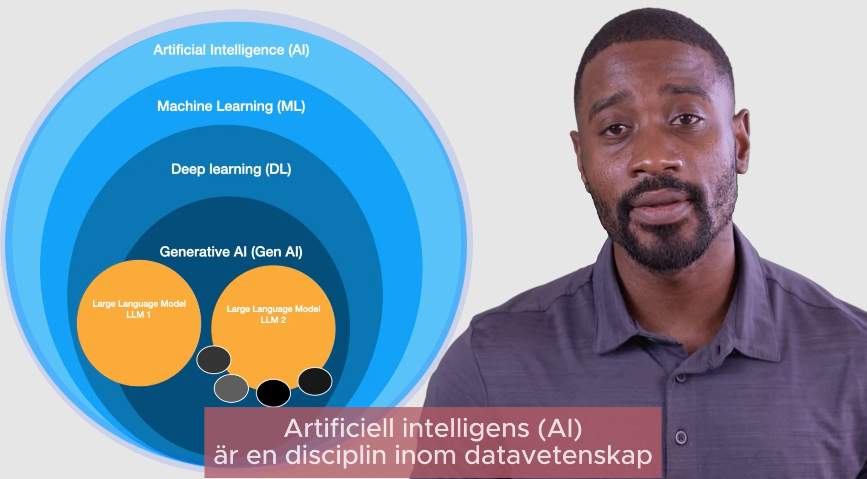 Artificial Intelligence (AI)
Machine Learning (ML)
Deep learning (DL)
Generative AI (Gen AI)
Large Language Model
LLM 1
Large Language Model
LLM 2
Artificiell intelligens (AI)
är en disciplin inom datavetenskap